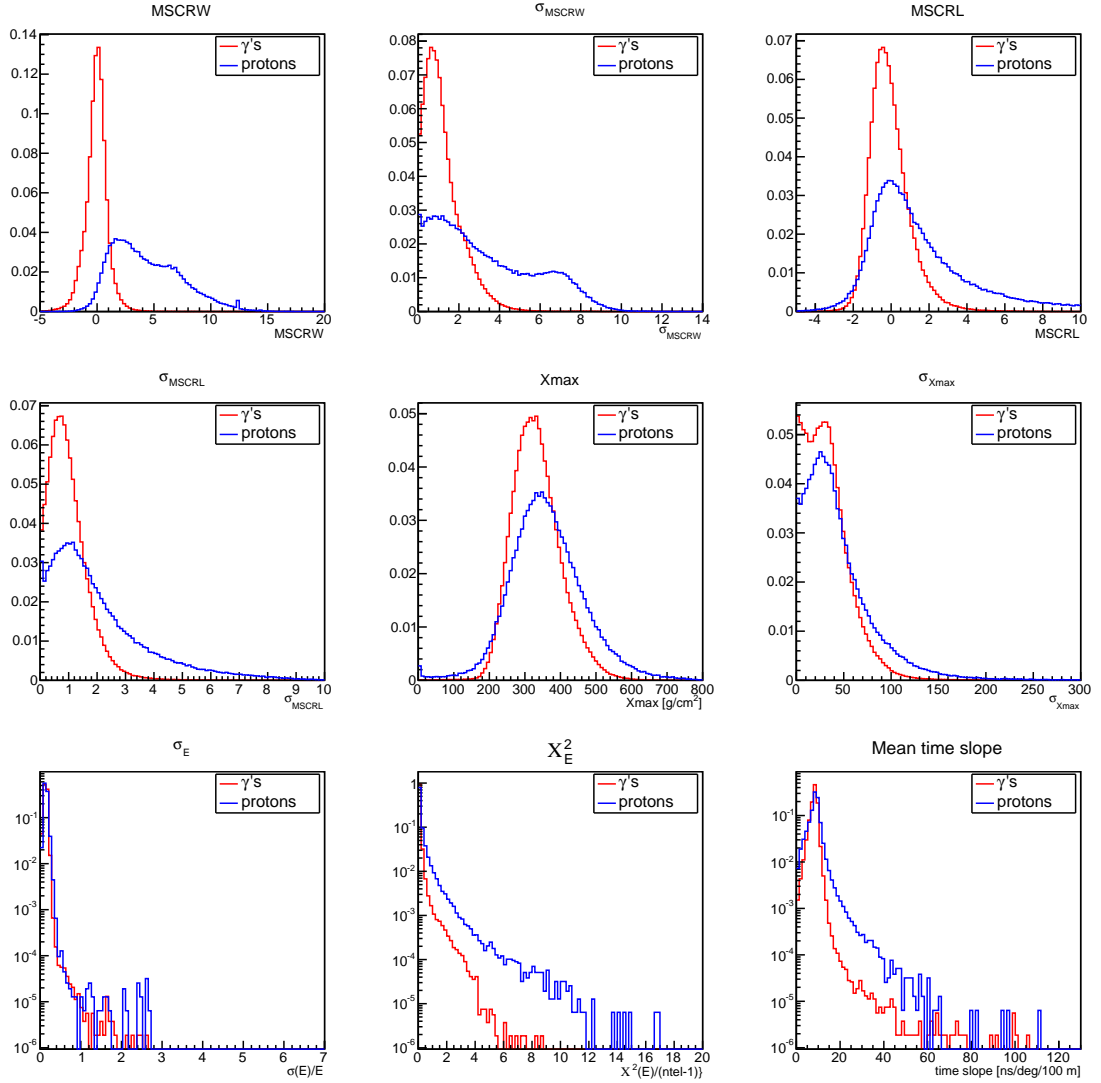 MSCRW
0.14
0.12
0.1
0.08
0.06
0.04
0.02
0
-5 0 5 10 15 20
MSCRW
γ's
protons
σMSCRW
0.08
0.07
0.06
0.05
0.04
0.03
0.02
0.01
0
0 2 4 6 8 10 12 14
σMSCRW
γ's
protons
MSCRL
0.07
0.06
0.05
0.04
0.03
0.02
0.01
0
-4 -2 0 2 4 6 8 10
MSCRL
γ's
protons
σMSCRL
0.07
0.06
0.05
0.04
0.03
0.02
0.01
0
0 1 2 3 4 5 6 7 8 9 10
σMSCRL
γ's
protons
Xmax
0.05
0.04
0.03
0.02
0.01
0
0 100 200 300 400 500 600 700 800
Xmax [g/cm²]
γ's
protons
σXmax
0.05
0.04
0.03
0.02
0.01
0
0 50 100 150 200 250 300
σXmax
γ's
protons
σE
10⁻¹
10⁻²
10⁻³
10⁻⁴
10⁻⁵
10⁻⁶
0 1 2 3 4 5 6 7
σ(E)/E
γ's
protons
X²E
1
10⁻¹
10⁻²
10⁻³
10⁻⁴
10⁻⁵
10⁻⁶
0 2 4 6 8 10 12 14 16 18 20
X²(E)/(ntel-1)}
γ's
protons
Mean time slope
10⁻¹
10⁻²
10⁻³
10⁻⁴
10⁻⁵
10⁻⁶
0 20 40 60 80 100 120
time slope [ns/deg/100 m]
γ's
protons